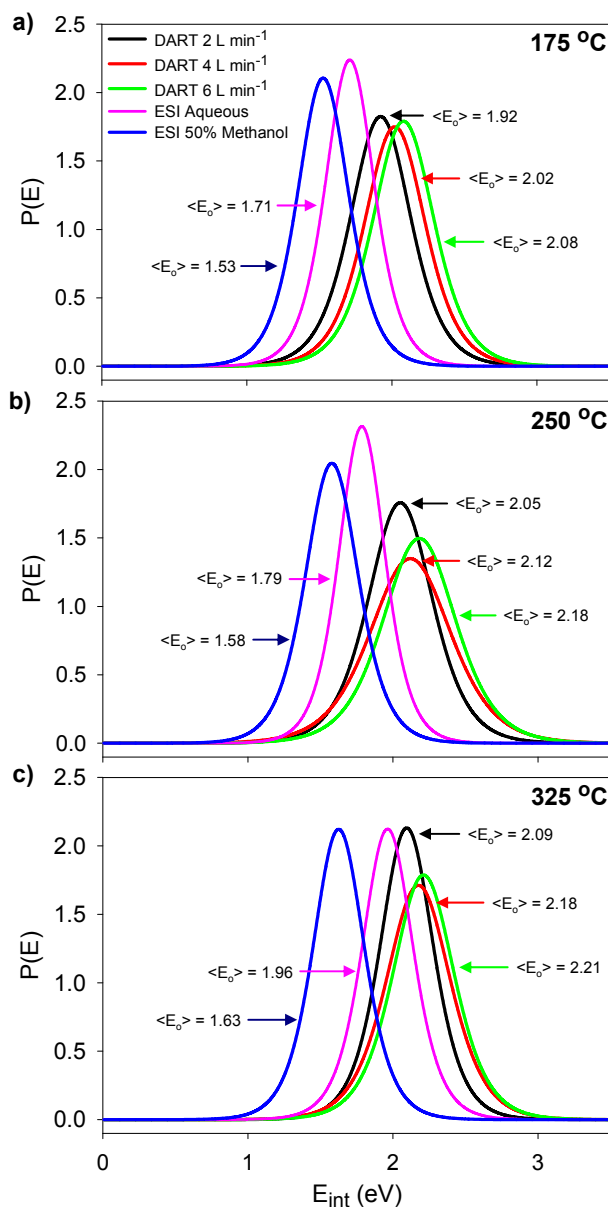 a)
175 °C
DART 2 L min⁻¹
DART 4 L min⁻¹
DART 6 L min⁻¹
ESI Aqueous
ESI 50% Methanol
<Eₒ> = 1.92
<Eₒ> = 2.02
<Eₒ> = 1.71
<Eₒ> = 2.08
<Eₒ> = 1.53
P(E)
2.5
2.0
1.5
1.0
0.5
0.0
b)
250 °C
<Eₒ> = 2.05
<Eₒ> = 2.12
<Eₒ> = 1.79
<Eₒ> = 2.18
<Eₒ> = 1.58
P(E)
2.5
2.0
1.5
1.0
0.5
0.0
c)
325 °C
<Eₒ> = 2.09
<Eₒ> = 2.18
<Eₒ> = 1.96
<Eₒ> = 2.21
<Eₒ> = 1.63
P(E)
2.5
2.0
1.5
1.0
0.5
0.0
0 1 2 3
E_int (eV)